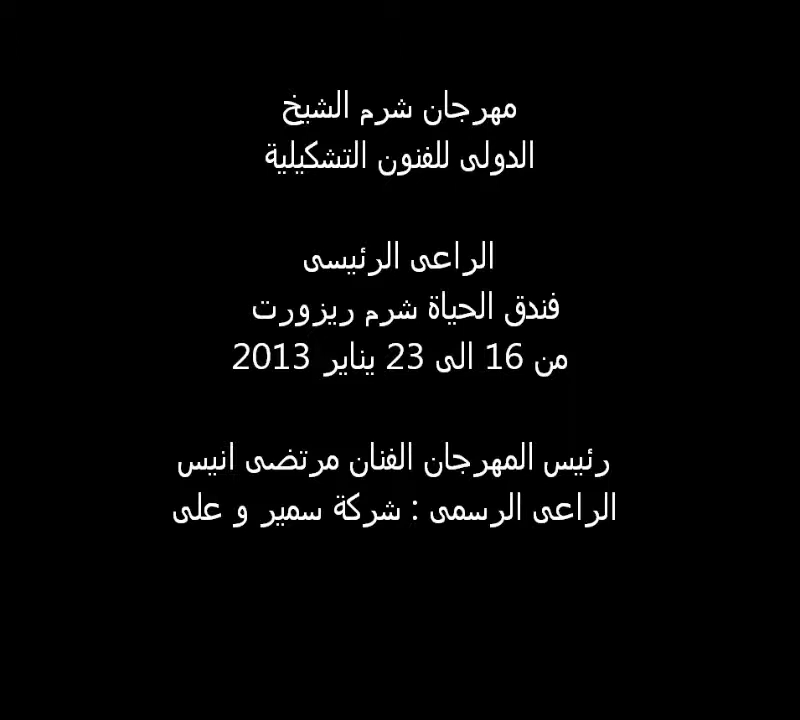 مهرجان شرم الشيخ
الدولى للفنون التشكيلية
الراعى الرئيسى
فندق الحياة شرم ريزورت
من 16 الى 23 يناير 2013
رئيس المهرجان الفنان مرتضى انيس
الراعى الرسمى : شركة سمير و على